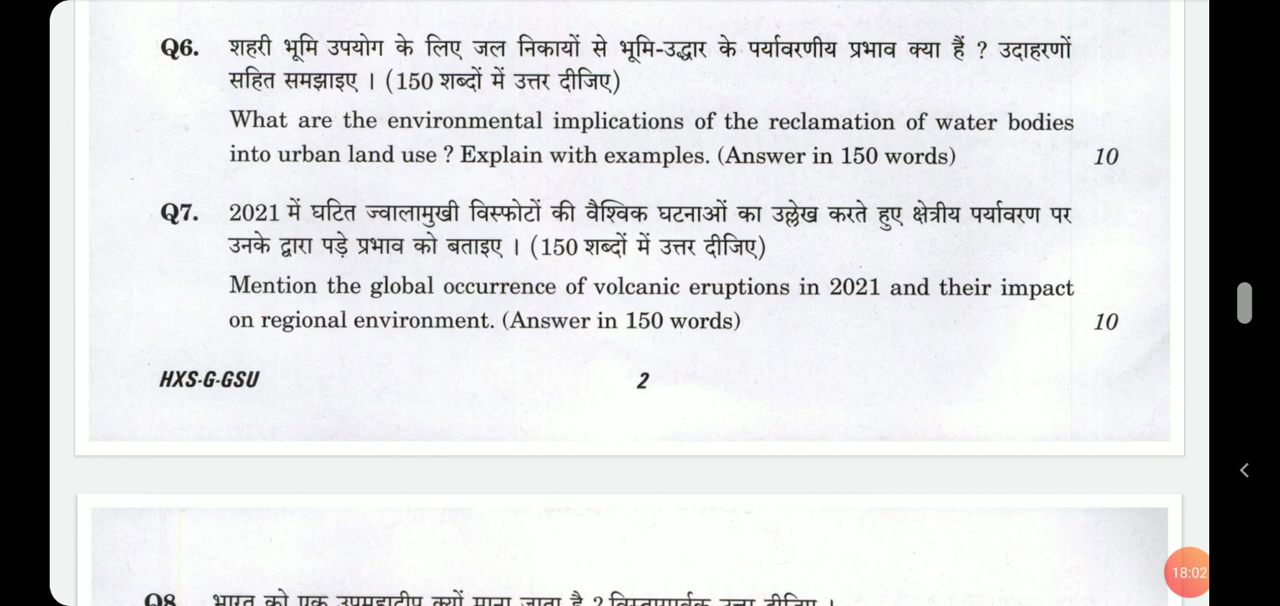 Q6. शहरी भूमि उपयोग के लिए जल निकायों से भूमि-उद्धार के पर्यावरणीय प्रभाव क्या हैं ? उदाहरणों
सहित समझाइए । (150 शब्दों में उत्तर दीजिए)
What are the environmental implications of the reclamation of water bodies
into urban land use ? Explain with examples. (Answer in 150 words) 10
Q7. 2021 में घटित ज्वालामुखी विस्फोटों की वैश्विक घटनाओं का उल्लेख करते हुए क्षेत्रीय पर्यावरण पर
उनके द्वारा पड़े प्रभाव को बताइए । (150 शब्दों में उत्तर दीजिए)
Mention the global occurrence of volcanic eruptions in 2021 and their impact
on regional environment. (Answer in 150 words) 10
HXS-G-GSU 2
18:02
Q8 भारत को एक उपमहाद्वीप क्यों माना जाता है ?